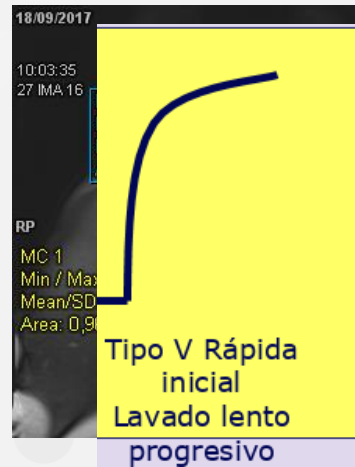 18/09/2017
10:03:35
27 IMA 16
RP
MC 1
Min / Max
Mean/SD
Area: 0,9
Tipo V Rápida
inicial
Lavado lento
progresivo